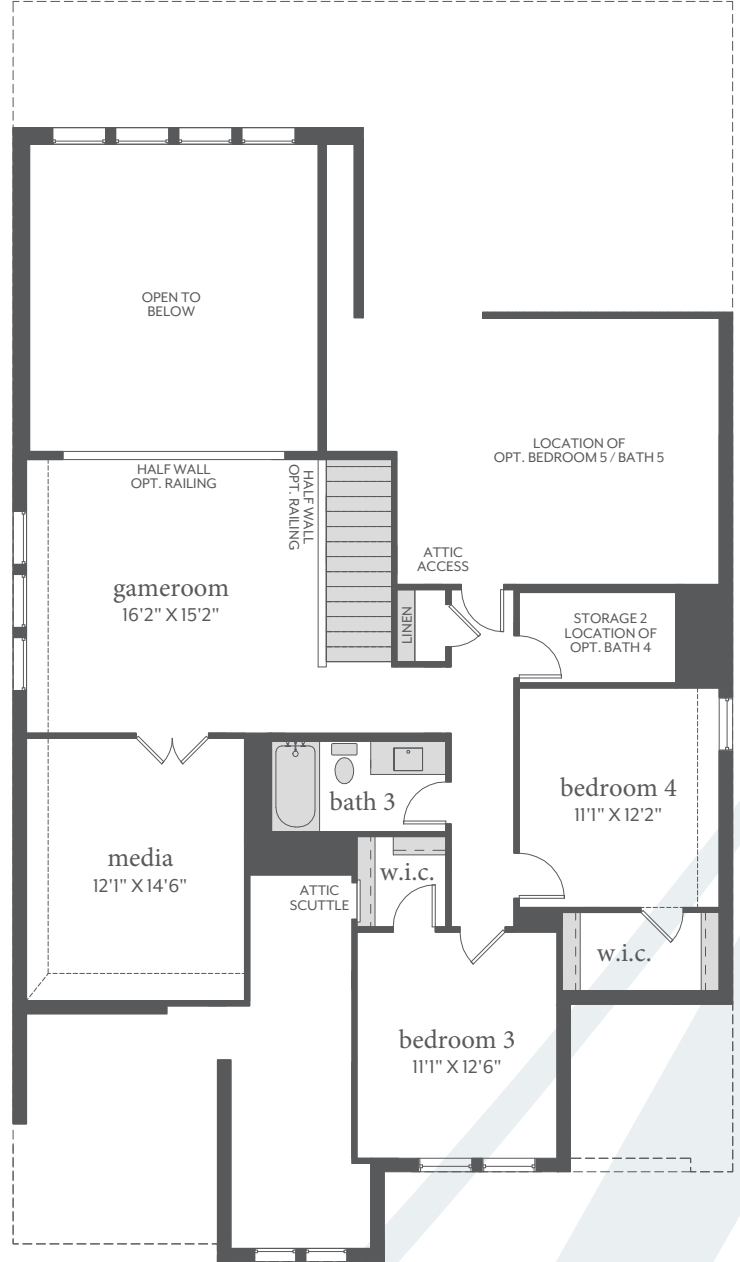 OPEN TO
BELOW
LOCATION OF
OPT. BEDROOM 5 / BATH 5
HALF WALL
OPT. RAILING
HALF WALL
OPT. RAILING
ATTIC
ACCESS
gameroom
16'2" X 15'2"
LINEN
STORAGE 2
LOCATION OF
OPT. BATH 4
bath 3
bedroom 4
11'1" X 12'2"
media
12'1" X 14'6"
w.i.c.
ATTIC
SCUTTLE
w.i.c.
bedroom 3
11'1" X 12'6"